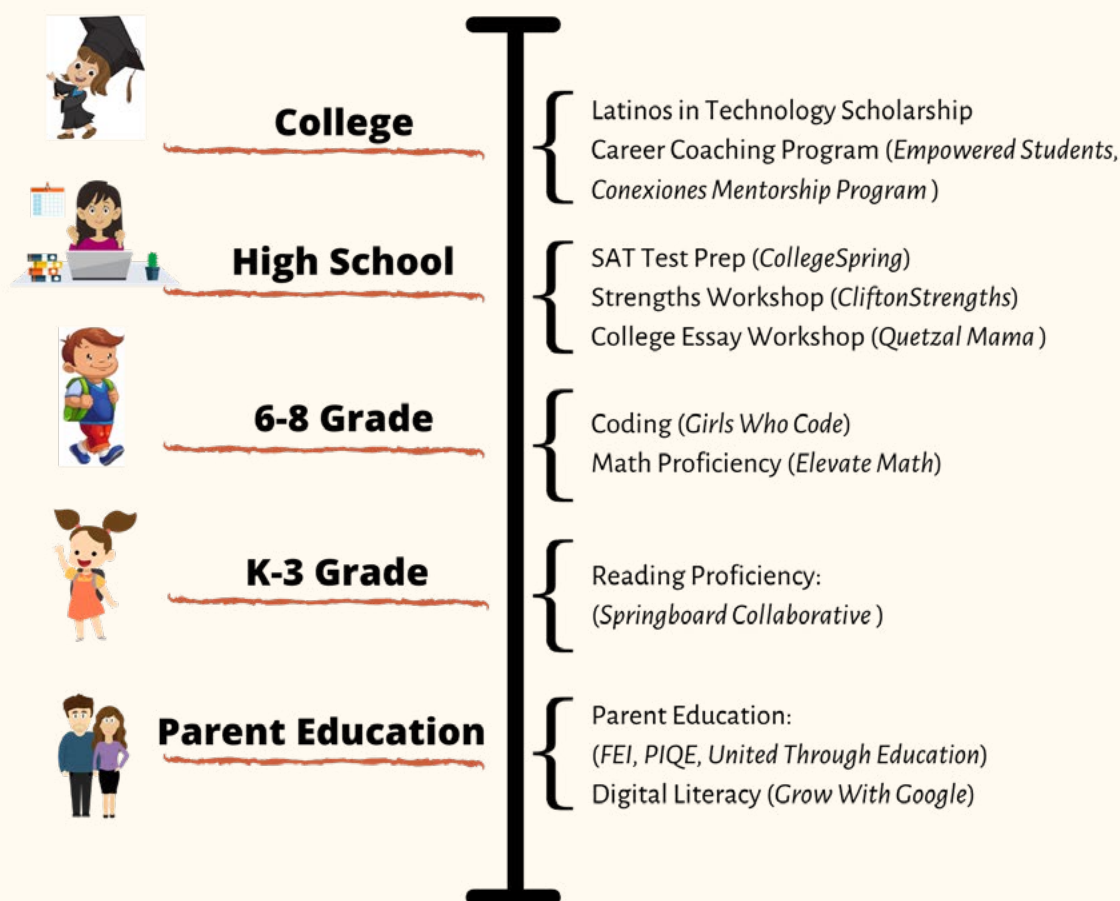 College
Latinos in Technology Scholarship
Career Coaching Program (Empowered Students,
Conexiones Mentorship Program )
High School
SAT Test Prep (CollegeSpring)
Strengths Workshop (CliftonStrengths)
College Essay Workshop (Quetzal Mama )
6-8 Grade
Coding (Girls Who Code)
Math Proficiency (Elevate Math)
K-3 Grade
Reading Proficiency:
(Springboard Collaborative )
Parent Education
Parent Education:
(FEI, PIQE, United Through Education)
Digital Literacy (Grow With Google)